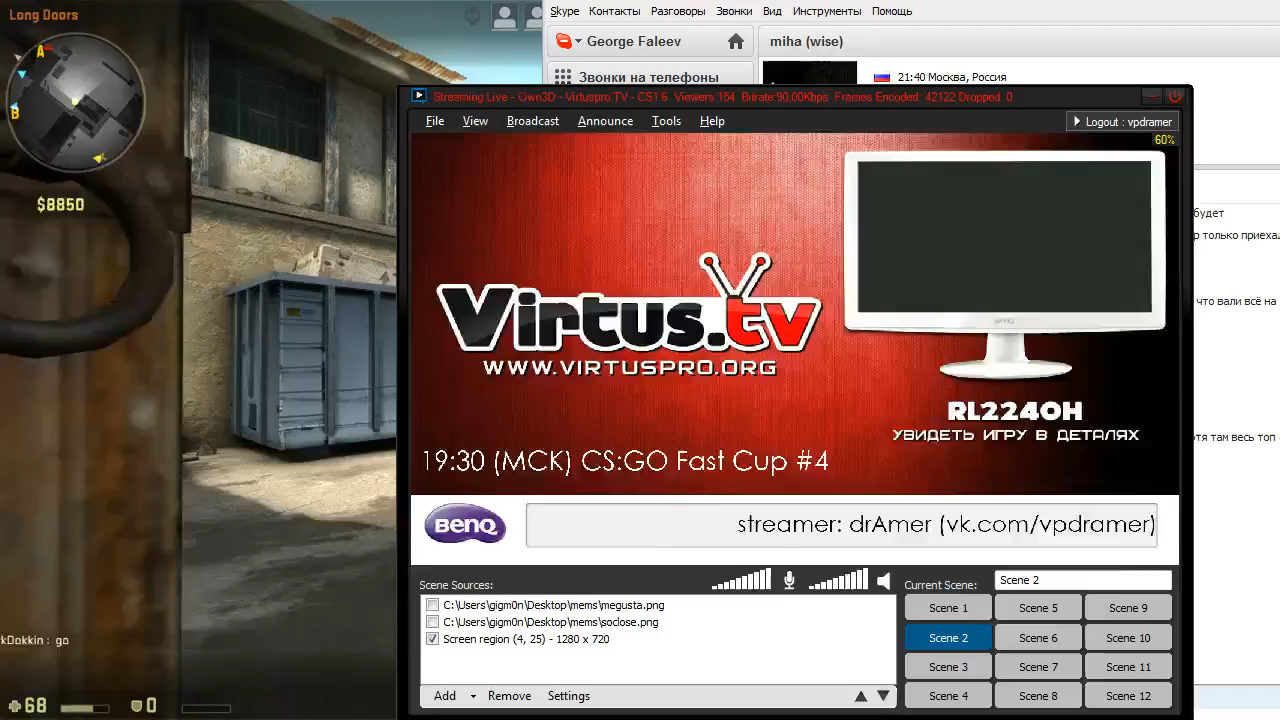 Long Doors
A
B
$8850
kDokkin : go
68
0
Skype Контакты Разговоры Звонки Вид Инструменты Помощь
George Faleev
miha (wise)
Звонки на телефоны
21:40 Москва, Россия
Streaming Live - Own3D - Virtuspro TV - CS1.6 Viewers:154 Bitrate:90,00Kbps Frames Encoded 42122 Dropped 0
File View Broadcast Announce Tools Help
Logout : vpdramer
60%
Virtus.tv
WWW.VIRTUSPRO.ORG
BENQ
RL2240H
УВИДЕТЬ ИГРУ В ДЕТАЛЯХ
19:30 (МСК) CS:GO Fast Cup #4
BENQ
streamer: drAmer (vk.com/vpdramer)
Scene Sources:
C:\Users\gigm0n\Desktop\mems\megusta.png
C:\Users\gigm0n\Desktop\mems\soclose.png
Screen region (4, 25) - 1280 x 720
Add Remove Settings
Current Scene:
Scene 2
Scene 1 Scene 5 Scene 9
Scene 2 Scene 6 Scene 10
Scene 3 Scene 7 Scene 11
Scene 4 Scene 8 Scene 12
будет
только приехал
что вали всё на
там весь топ